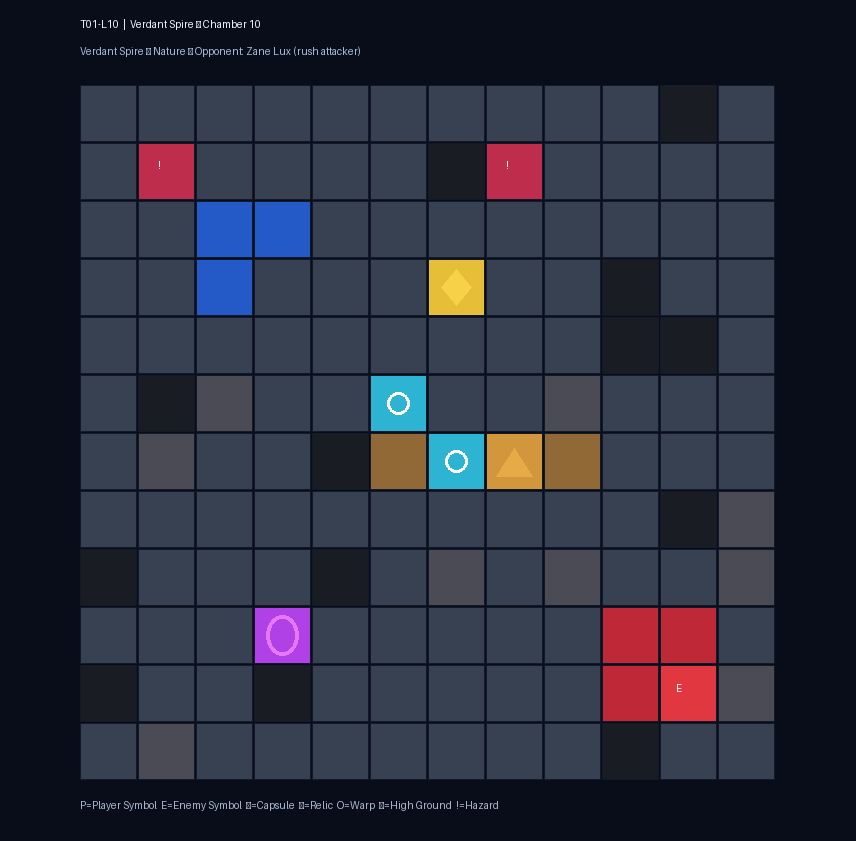 T01-L10 | Verdant Spire � Chamber 10
Verdant Spire � Nature � Opponent: Zane Lux (rush attacker)
!
!
E
P=Player Symbol E=Enemy Symbol �=Capsule �=Relic O=Warp �=High Ground !=Hazard